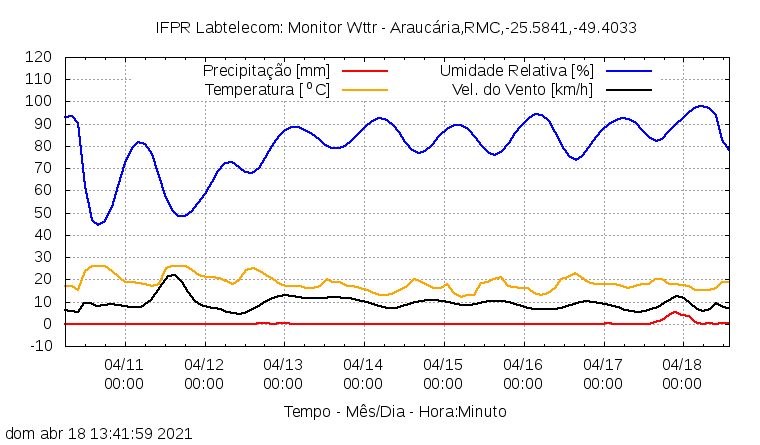 IFPR Labtelecom: Monitor Wttr - Araucária,RMC,-25.5841,-49.4033
Precipitação [mm]
Temperatura [⁰C]
Umidade Relativa [%]
Vel. do Vento [km/h]
120
110
100
90
80
70
60
50
40
30
20
10
0
-10
04/11 04/12 04/13 04/14 04/15 04/16 04/17 04/18
00:00 00:00 00:00 00:00 00:00 00:00 00:00 00:00
Tempo - Mês/Dia - Hora:Minuto
dom abr 18 13:41:59 2021